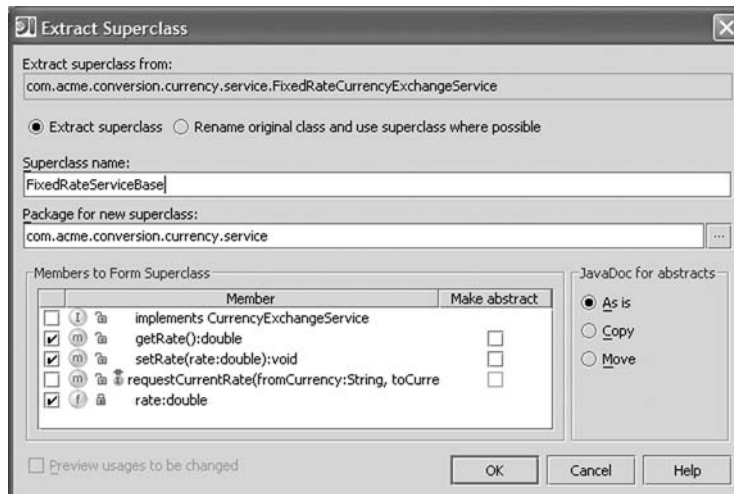 Extract Superclass
Extract superclass from:
com.acme.conversion.currency.service.FixedRateCurrencyExchangeService
Extract superclass Rename original class and use superclass where possible
Superclass name:
FixedRateServiceBase
Package for new superclass:
com.acme.conversion.currency.service
...
Members to Form Superclass
Member Make abstract
I implements CurrencyExchangeService
m getRate():double
m setRate(rate:double):void
m requestCurrentRate(fromCurrency:String, toCurre
f rate:double
JavaDoc for abstracts
As is
Copy
Move
Preview usages to be changed
OK Cancel Help